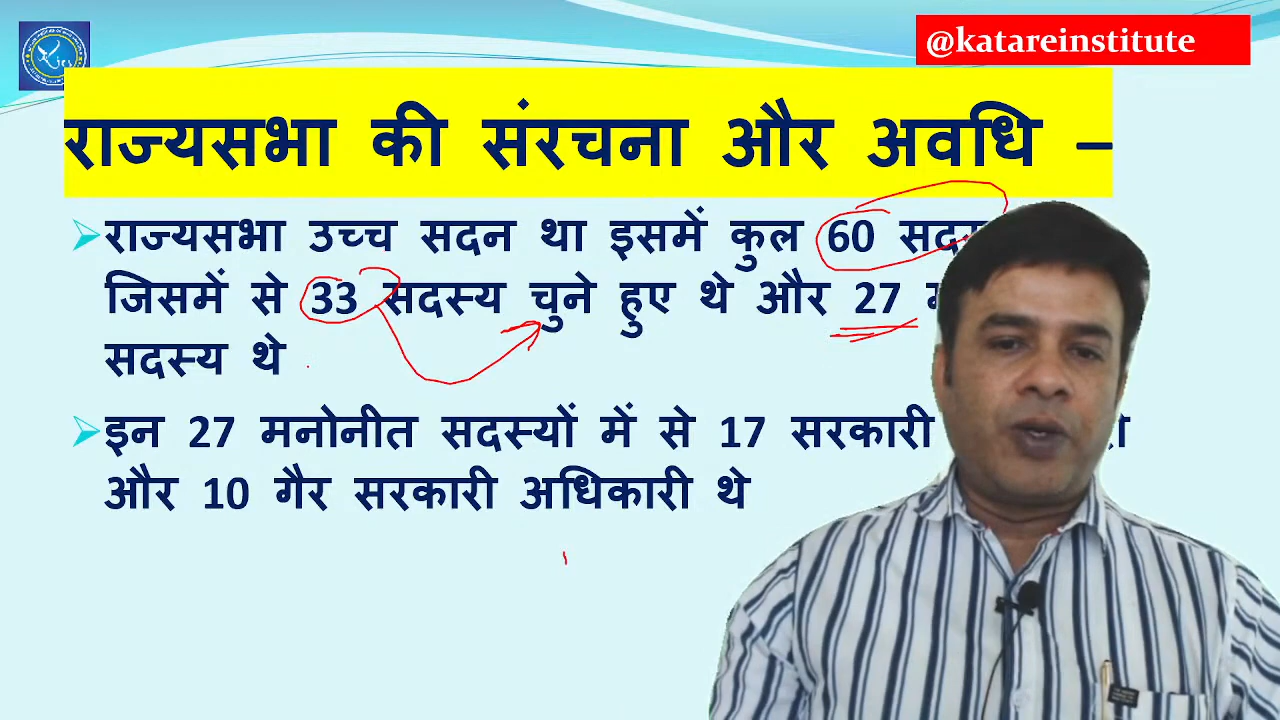 @katareinstitute
राज्यसभा की संरचना और अवधि –
राज्यसभा उच्च सदन था इसमें कुल 60
जिसमें से 33 सदस्य चुने हुए थे और 27
सदस्य थे
इन 27 मनोनीत सदस्यों में से 17 सरकारी
और 10 गैर सरकारी अधिकारी थे